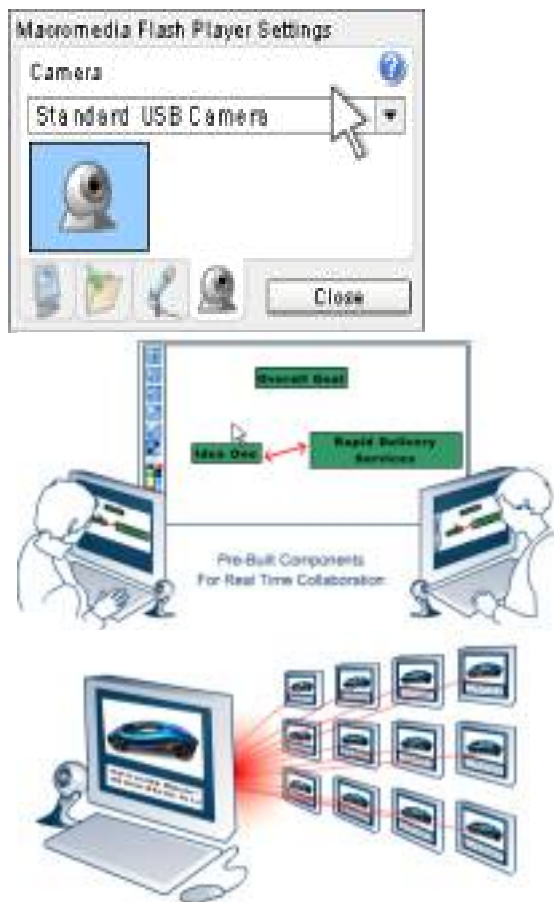 Macromedia Flash Player Settings
Camera
Standard USB Camera
Close
Overall Goal
Idea One
Rapid Delivery
Services
Pre-Built Components
For Real Time Collaboration